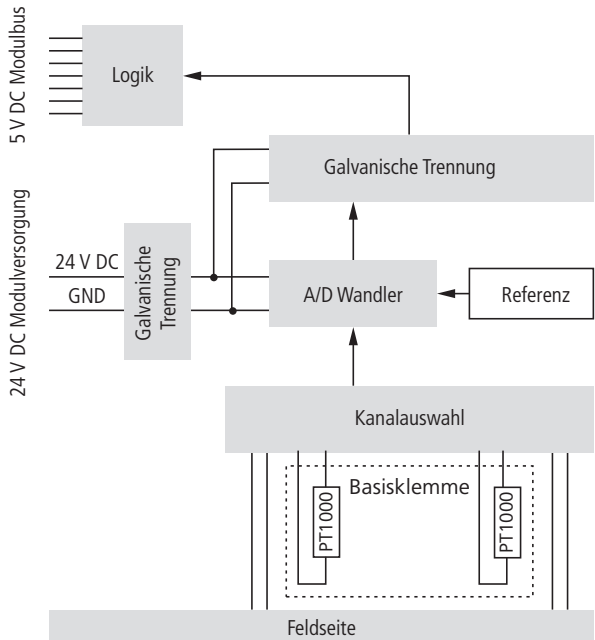 5 V DC Modulbus
Logik
Galvanische Trennung
24 V DC Modulversorgung
24 V DC
GND
Galvanische
Trennung
A/D Wandler
Referenz
Kanalauswahl
Basisklemme
PT1000
PT1000
Feldseite